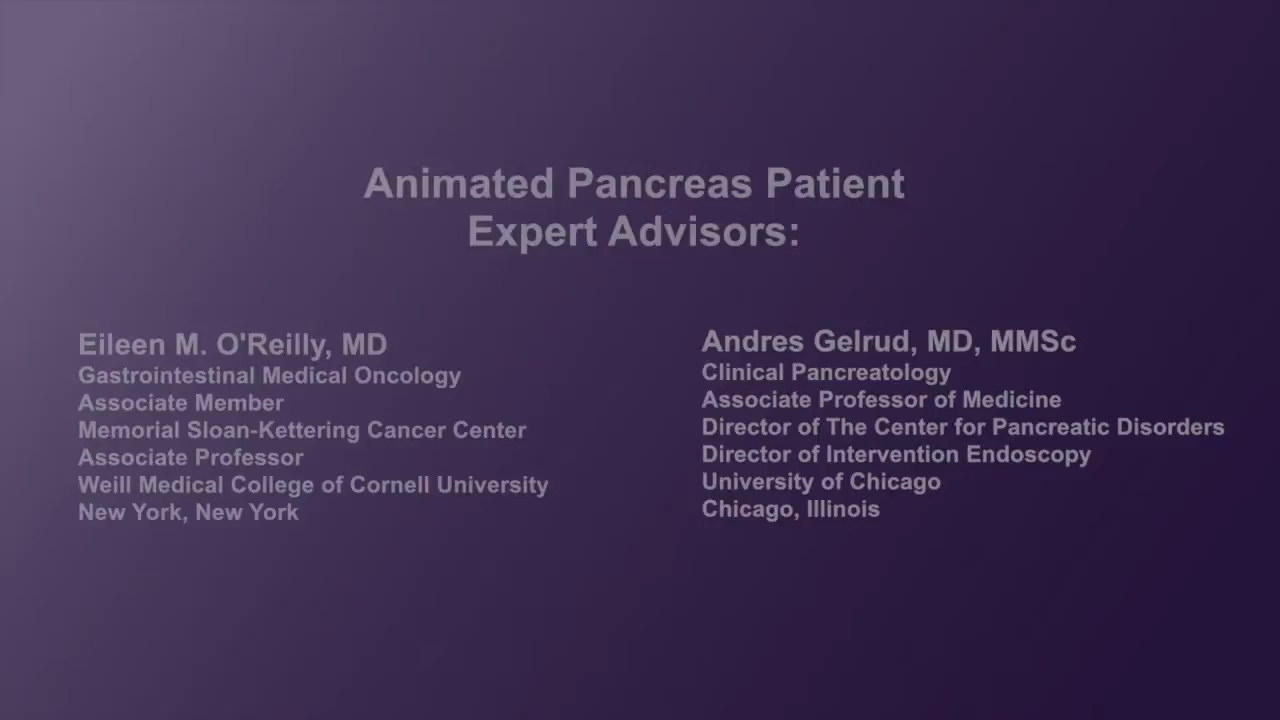 Animated Pancreas Patient
Expert Advisors:
Eileen M. O'Reilly, MD
Gastrointestinal Medical Oncology
Associate Member
Memorial Sloan-Kettering Cancer Center
Associate Professor
Weill Medical College of Cornell University
New York, New York
Andres Gelrud, MD, MMSc
Clinical Pancreatology
Associate Professor of Medicine
Director of The Center for Pancreatic Disorders
Director of Intervention Endoscopy
University of Chicago
Chicago, Illinois